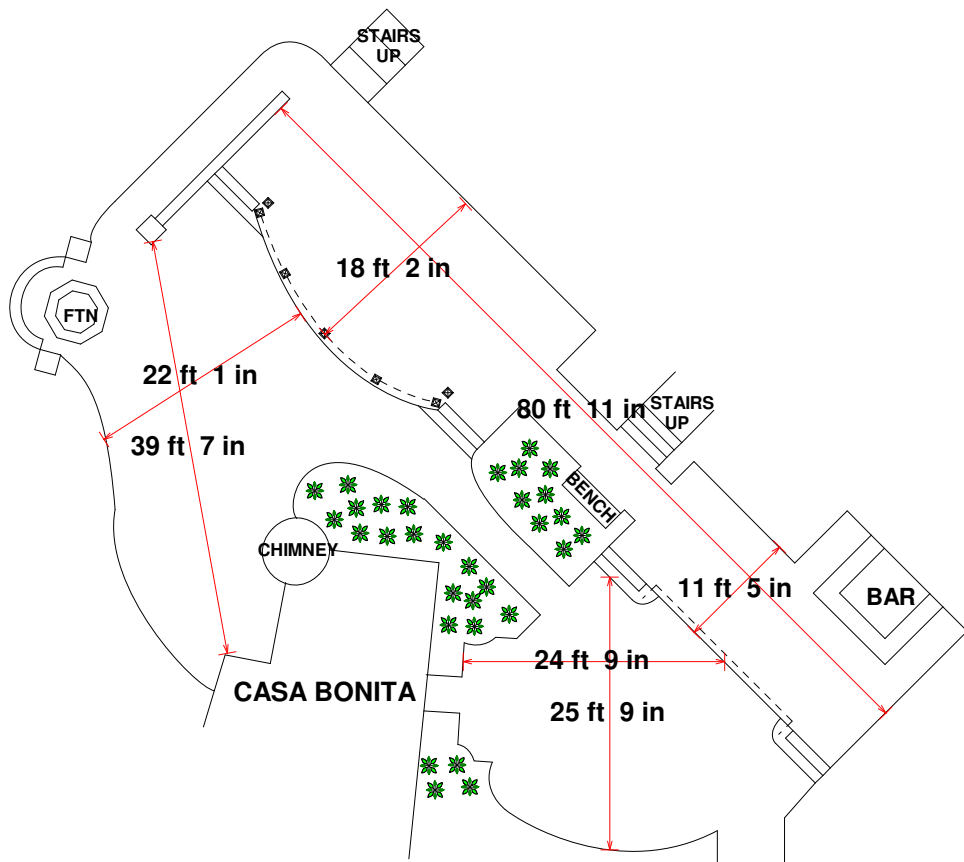 STAIRS
UP
18 ft 2 in
FTN
22 ft 1 in
80 ft 11 in
STAIRS
UP
39 ft 7 in
BENCH
CHIMNEY
11 ft 5 in
BAR
24 ft 9 in
CASA BONITA
25 ft 9 in